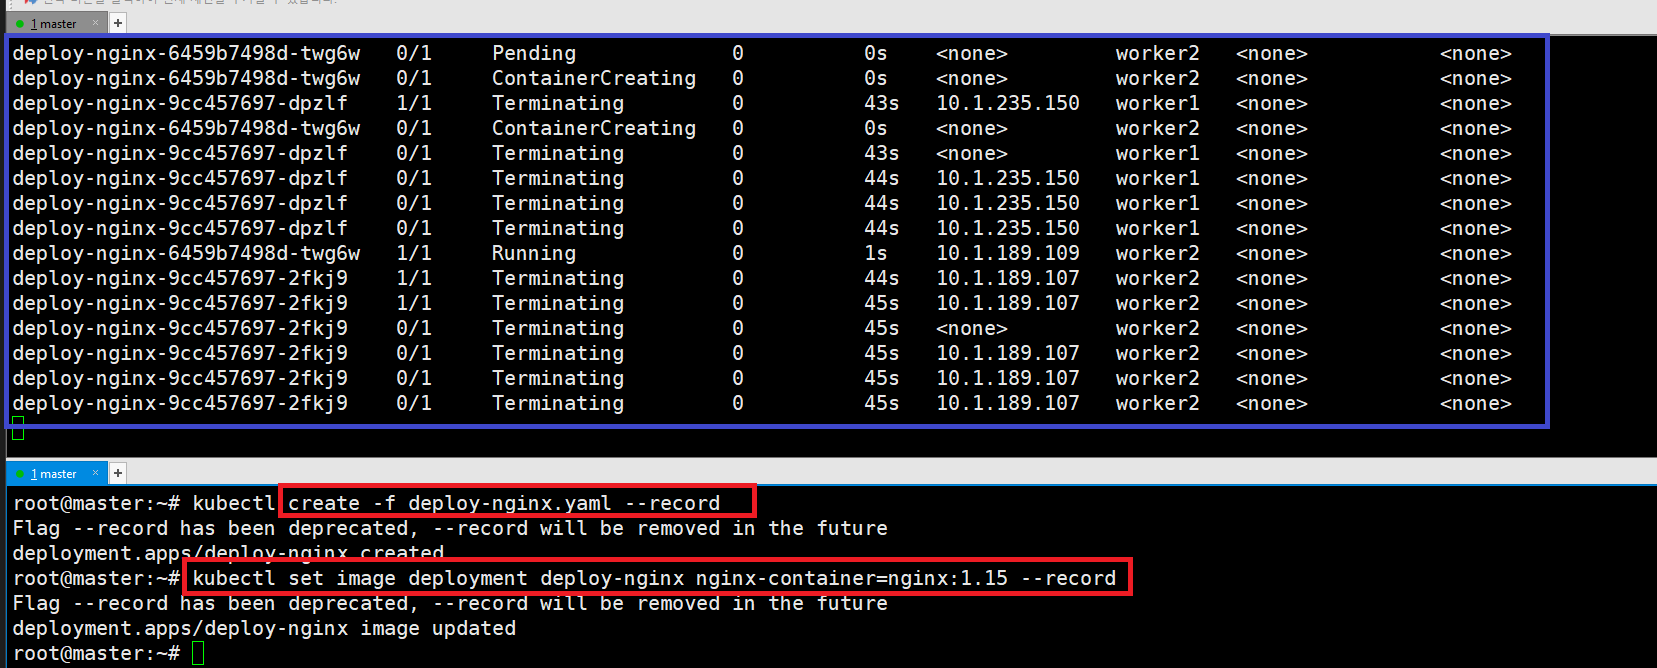 1 master × +
deploy-nginx-6459b7498d-twg6w 0/1 Pending 0 0s <none> worker2 <none> <none>
deploy-nginx-6459b7498d-twg6w 0/1 ContainerCreating 0 0s <none> worker2 <none> <none>
deploy-nginx-9cc457697-dpzlf 1/1 Terminating 0 43s 10.1.235.150 worker1 <none> <none>
deploy-nginx-6459b7498d-twg6w 0/1 ContainerCreating 0 0s <none> worker2 <none> <none>
deploy-nginx-9cc457697-dpzlf 0/1 Terminating 0 43s <none> worker1 <none> <none>
deploy-nginx-9cc457697-dpzlf 0/1 Terminating 0 44s 10.1.235.150 worker1 <none> <none>
deploy-nginx-9cc457697-dpzlf 0/1 Terminating 0 44s 10.1.235.150 worker1 <none> <none>
deploy-nginx-9cc457697-dpzlf 0/1 Terminating 0 44s 10.1.235.150 worker1 <none> <none>
deploy-nginx-6459b7498d-twg6w 1/1 Running 0 1s 10.1.189.109 worker2 <none> <none>
deploy-nginx-9cc457697-2fkj9 1/1 Terminating 0 44s 10.1.189.107 worker2 <none> <none>
deploy-nginx-9cc457697-2fkj9 1/1 Terminating 0 45s 10.1.189.107 worker2 <none> <none>
deploy-nginx-9cc457697-2fkj9 0/1 Terminating 0 45s <none> worker2 <none> <none>
deploy-nginx-9cc457697-2fkj9 0/1 Terminating 0 45s 10.1.189.107 worker2 <none> <none>
deploy-nginx-9cc457697-2fkj9 0/1 Terminating 0 45s 10.1.189.107 worker2 <none> <none>
deploy-nginx-9cc457697-2fkj9 0/1 Terminating 0 45s 10.1.189.107 worker2 <none> <none>
1 master × +
root@master:~# kubectl create -f deploy-nginx.yaml --record
Flag --record has been deprecated, --record will be removed in the future
deployment.apps/deploy-nginx created
root@master:~# kubectl set image deployment deploy-nginx nginx-container=nginx:1.15 --record
Flag --record has been deprecated, --record will be removed in the future
deployment.apps/deploy-nginx image updated
root@master:~#